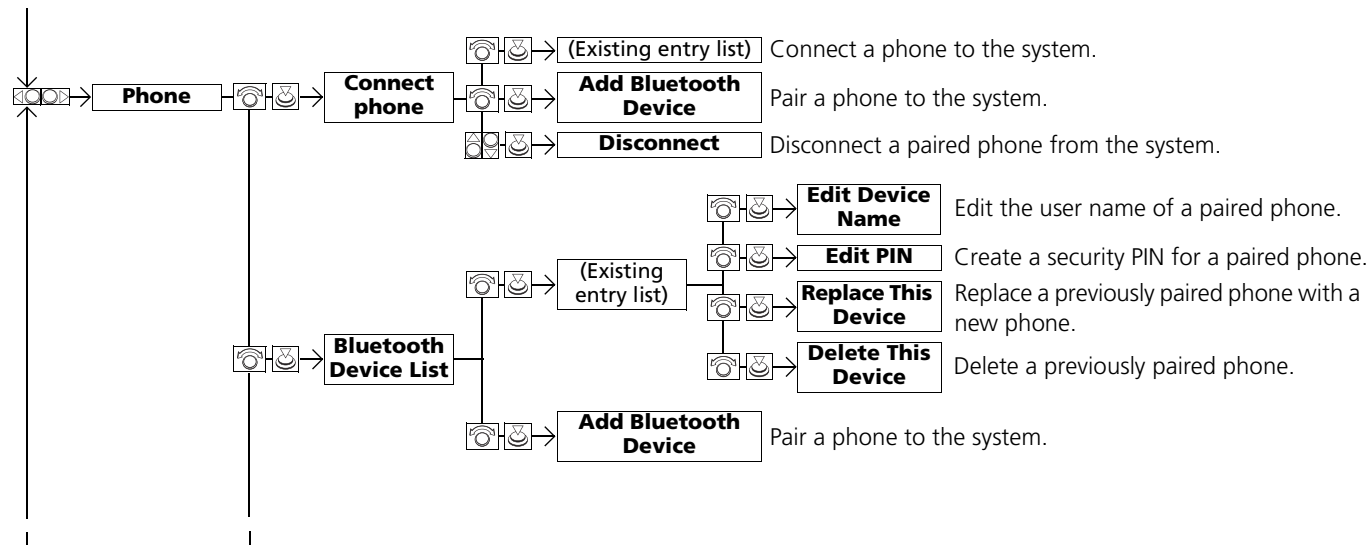 (Existing entry list) Connect a phone to the system.
Phone
Connect
phone
Add Bluetooth
Device
Pair a phone to the system.
Disconnect Disconnect a paired phone from the system.
Bluetooth
Device List
(Existing
entry list)
Edit Device
Name
Edit the user name of a paired phone.
Edit PIN Create a security PIN for a paired phone.
Replace This
Device
Replace a previously paired phone with a
new phone.
Delete This
Device
Delete a previously paired phone.
Add Bluetooth
Device
Pair a phone to the system.